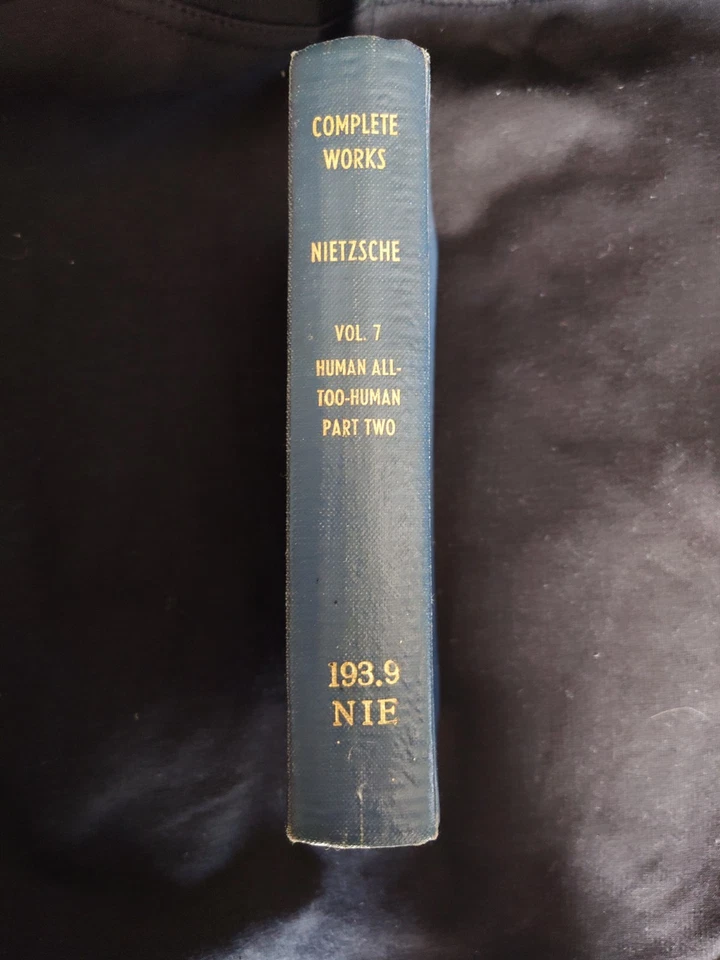 COMPLETE
WORKS
NIETZSCHE
VOL. 7
HUMAN ALL-
TOO-HUMAN
PART TWO
193.9
NIE